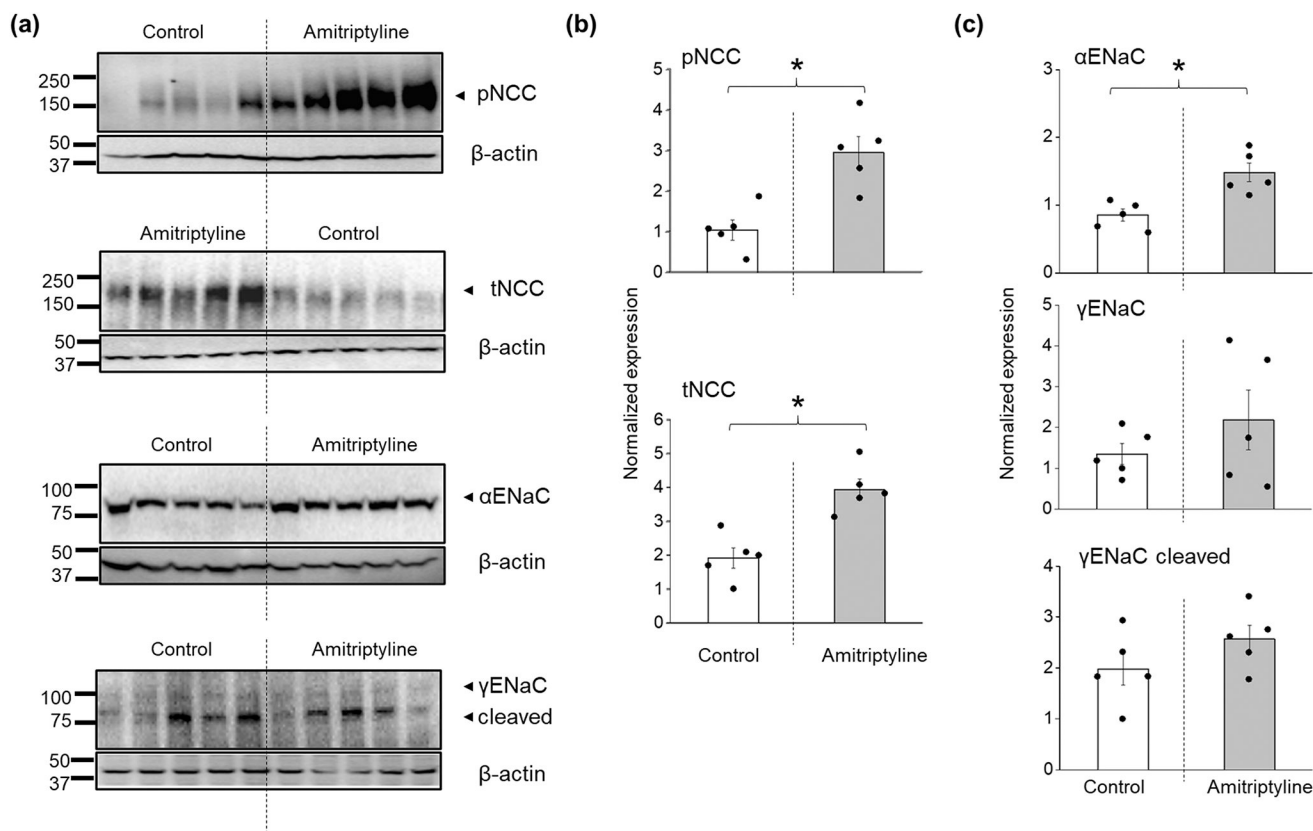 (a)
Control Amitriptyline
250
150
pNCC
50
37
β-actin
Amitriptyline Control
250
150
tNCC
50
37
β-actin
Control Amitriptyline
100
75
αENaC
50
37
β-actin
Control Amitriptyline
100
75
γENaC
cleaved
50
37
β-actin
(b)
Normalized expression
pNCC
*
5
4
3
2
1
0
tNCC
*
6
5
4
3
2
1
0
Control Amitriptyline
(c)
Normalized expression
αENaC
*
3
2
1
0
γENaC
5
4
3
2
1
0
γENaC cleaved
4
3
2
1
0
Control Amitriptyline